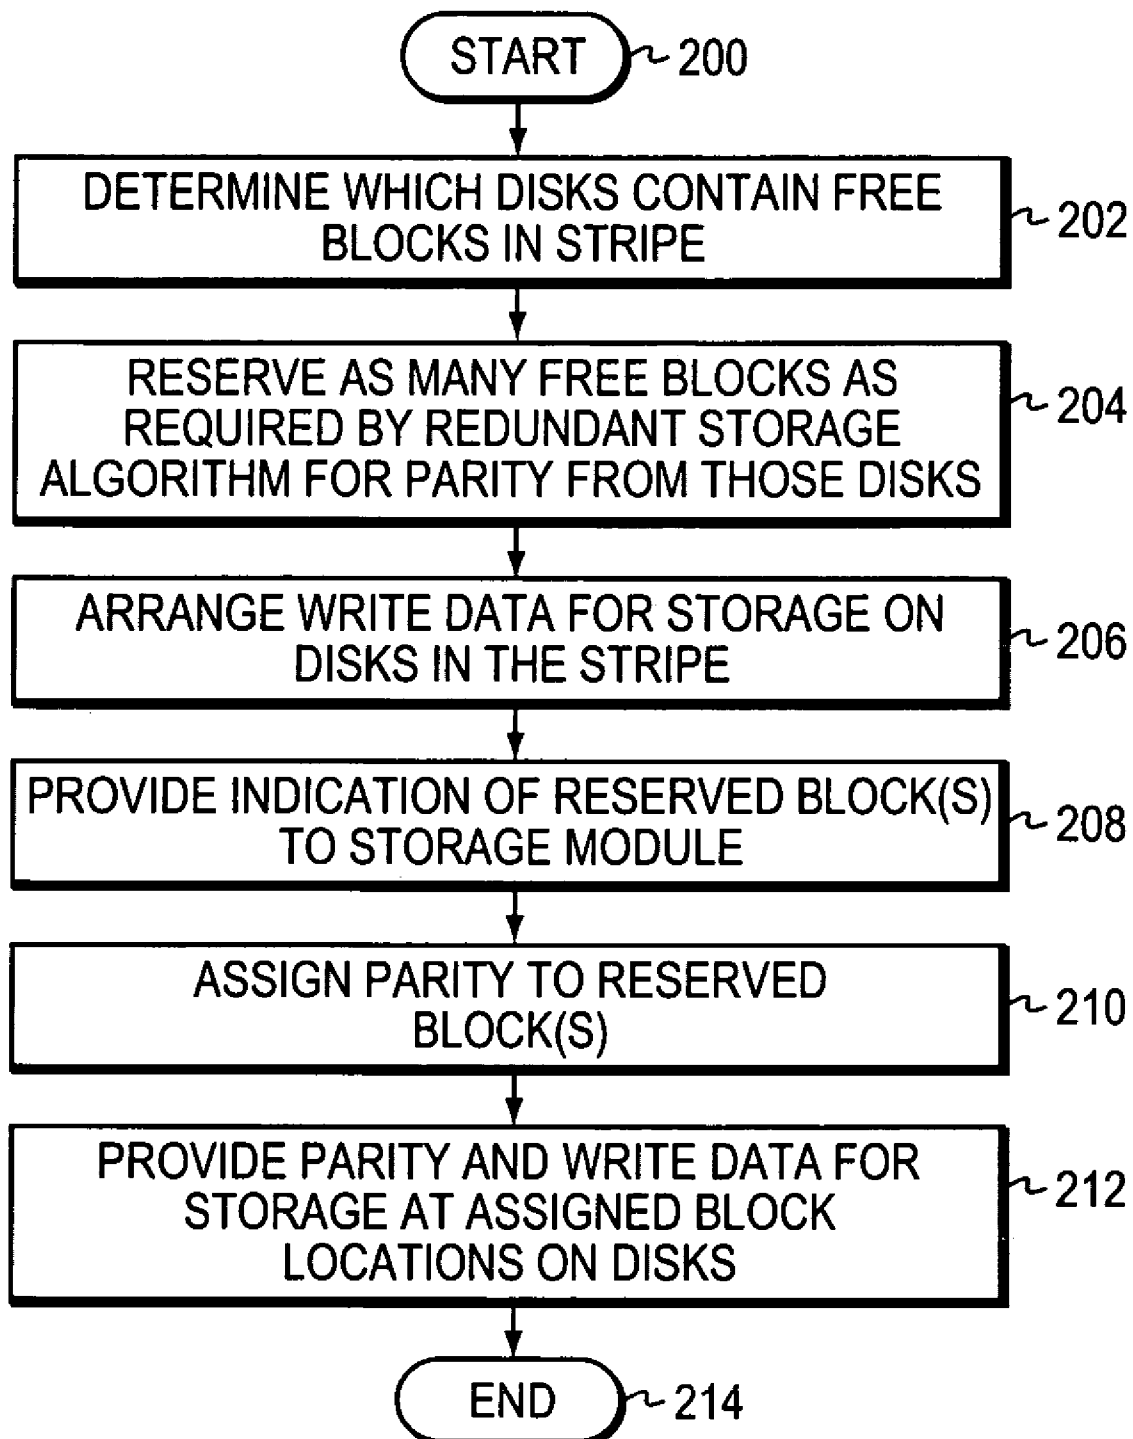 START
200
DETERMINE WHICH DISKS CONTAIN FREE
BLOCKS IN STRIPE
202
RESERVE AS MANY FREE BLOCKS AS
REQUIRED BY REDUNDANT STORAGE
ALGORITHM FOR PARITY FROM THOSE DISKS
204
ARRANGE WRITE DATA FOR STORAGE ON
DISKS IN THE STRIPE
206
PROVIDE INDICATION OF RESERVED BLOCK(S)
TO STORAGE MODULE
208
ASSIGN PARITY TO RESERVED
BLOCK(S)
210
PROVIDE PARITY AND WRITE DATA FOR
STORAGE AT ASSIGNED BLOCK
LOCATIONS ON DISKS
212
END
214